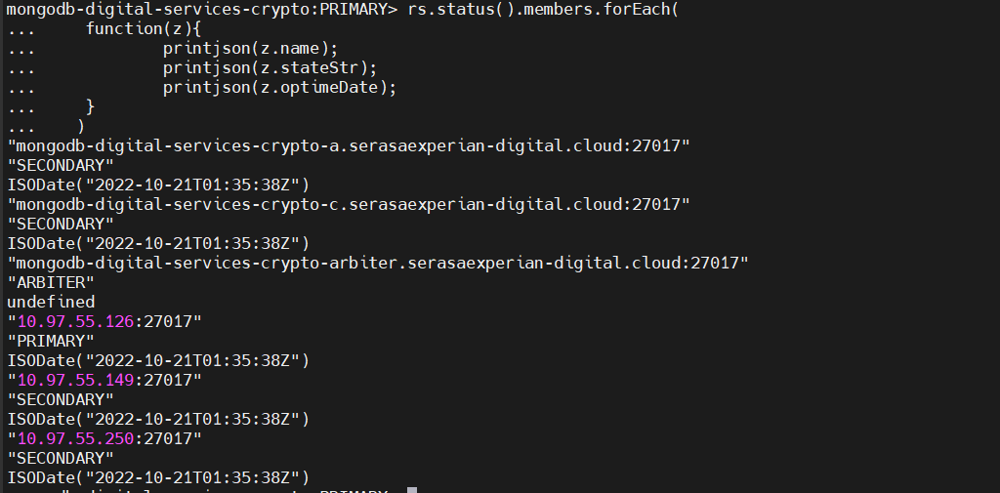 mongodb-digital-services-crypto:PRIMARY> rs.status().members.forEach(
...     function(z){
...             printjson(z.name);
...             printjson(z.stateStr);
...             printjson(z.optimeDate);
...     }
...    )
"mongodb-digital-services-crypto-a.serasaexperian-digital.cloud:27017"
"SECONDARY"
ISODate("2022-10-21T01:35:38Z")
"mongodb-digital-services-crypto-c.serasaexperian-digital.cloud:27017"
"SECONDARY"
ISODate("2022-10-21T01:35:38Z")
"mongodb-digital-services-crypto-arbiter.serasaexperian-digital.cloud:27017"
"ARBITER"
undefined
"10.97.55.126:27017"
"PRIMARY"
ISODate("2022-10-21T01:35:38Z")
"10.97.55.149:27017"
"SECONDARY"
ISODate("2022-10-21T01:35:38Z")
"10.97.55.250:27017"
"SECONDARY"
ISODate("2022-10-21T01:35:38Z")